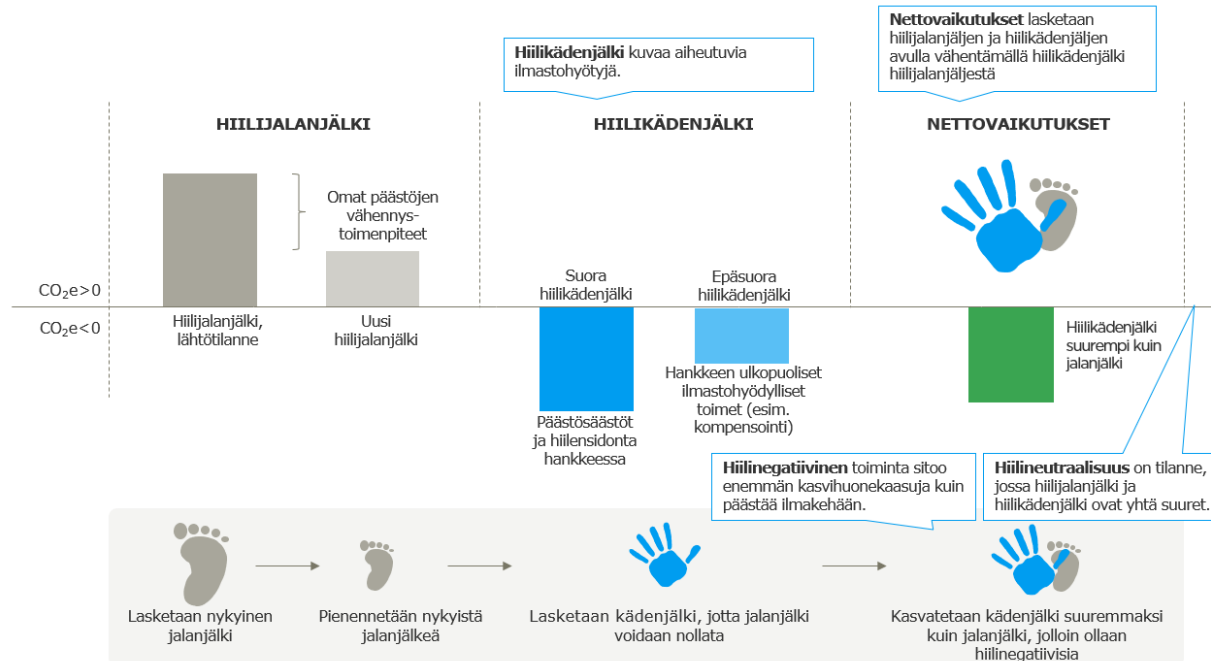 Hiilikädenjälki kuvaa aiheutuvia
ilmastohyötyjä.
Nettovaikutukset lasketaan
hiilijalanjäljen ja hiilikädenjäljen
avulla vähentämällä hiilikädenjälki
hiilijalanjäljestä
HIILIJALANJÄLKI
HIILIKÄDENJÄLKI
NETTOVAIKUTUKSET
Omat päästöjen
vähennys-
toimenpiteet
CO₂e>0
CO₂e<0
Hiilijalanjälki,
lähtötilanne
Uusi
hiilijalanjälki
Suora
hiilikädenjälki
Epäsuora
hiilikädenjälki
Päästösäästöt
ja hiilensidonta
hankkeessa
Hankkeen ulkopuoliset
ilmastohyödylliset
toimet (esim.
kompensointi)
Hiilikädenjälki
suurempi kuin
jalanjälki
Hiilinegatiivinen toiminta sitoo
enemmän kasvihuonekaasuja kuin
päästää ilmakehään.
Hiilineutraalisuus on tilanne,
jossa hiilijalanjälki ja
hiilikädenjälki ovat yhtä suuret.
Lasketaan nykyinen
jalanjälki
Pienennetään nykyistä
jalanjälkeä
Lasketaan kädenjälki, jotta jalanjälki
voidaan nollata
Kasvatetaan kädenjälki suuremmaksi
kuin jalanjälki, jolloin ollaan
hiilinegatiivisia